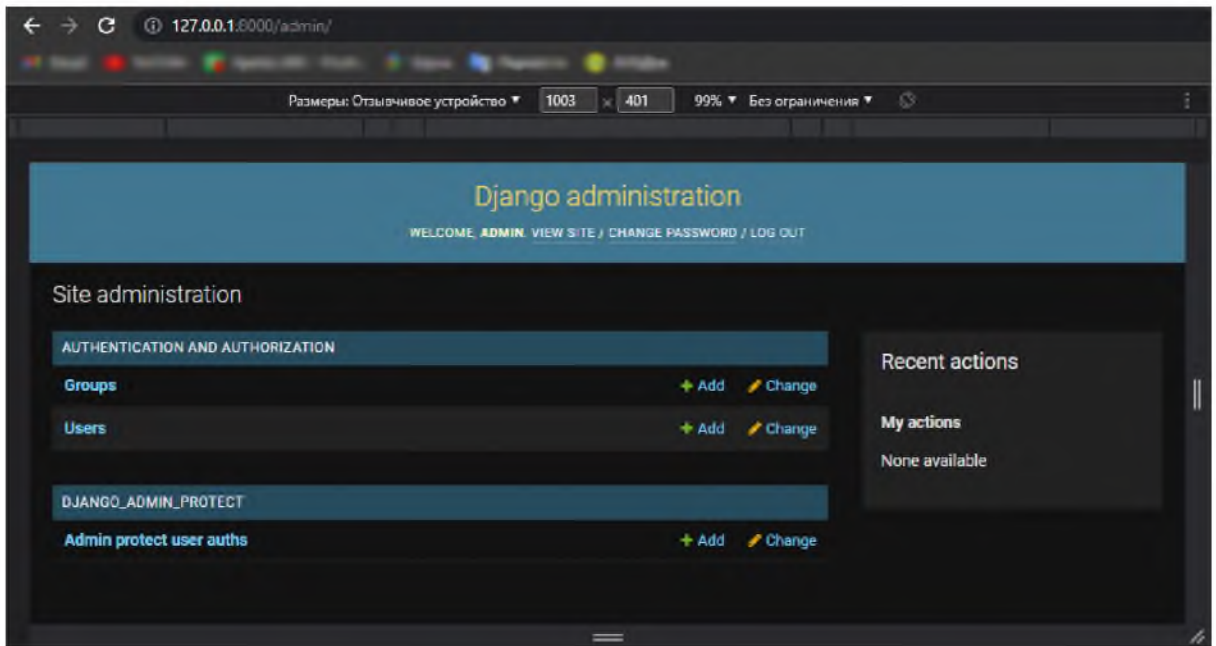 127.0.0.1:8000/admin/
Размеры: Отзывчивое устройство 1003 × 401 99% Без ограничения
Django administration
WELCOME, ADMIN. VIEW SITE / CHANGE PASSWORD / LOG OUT
Site administration
AUTHENTICATION AND AUTHORIZATION
Groups Add Change
Users Add Change
DJANGO_ADMIN_PROTECT
Admin protect user auths Add Change
Recent actions
My actions
None available